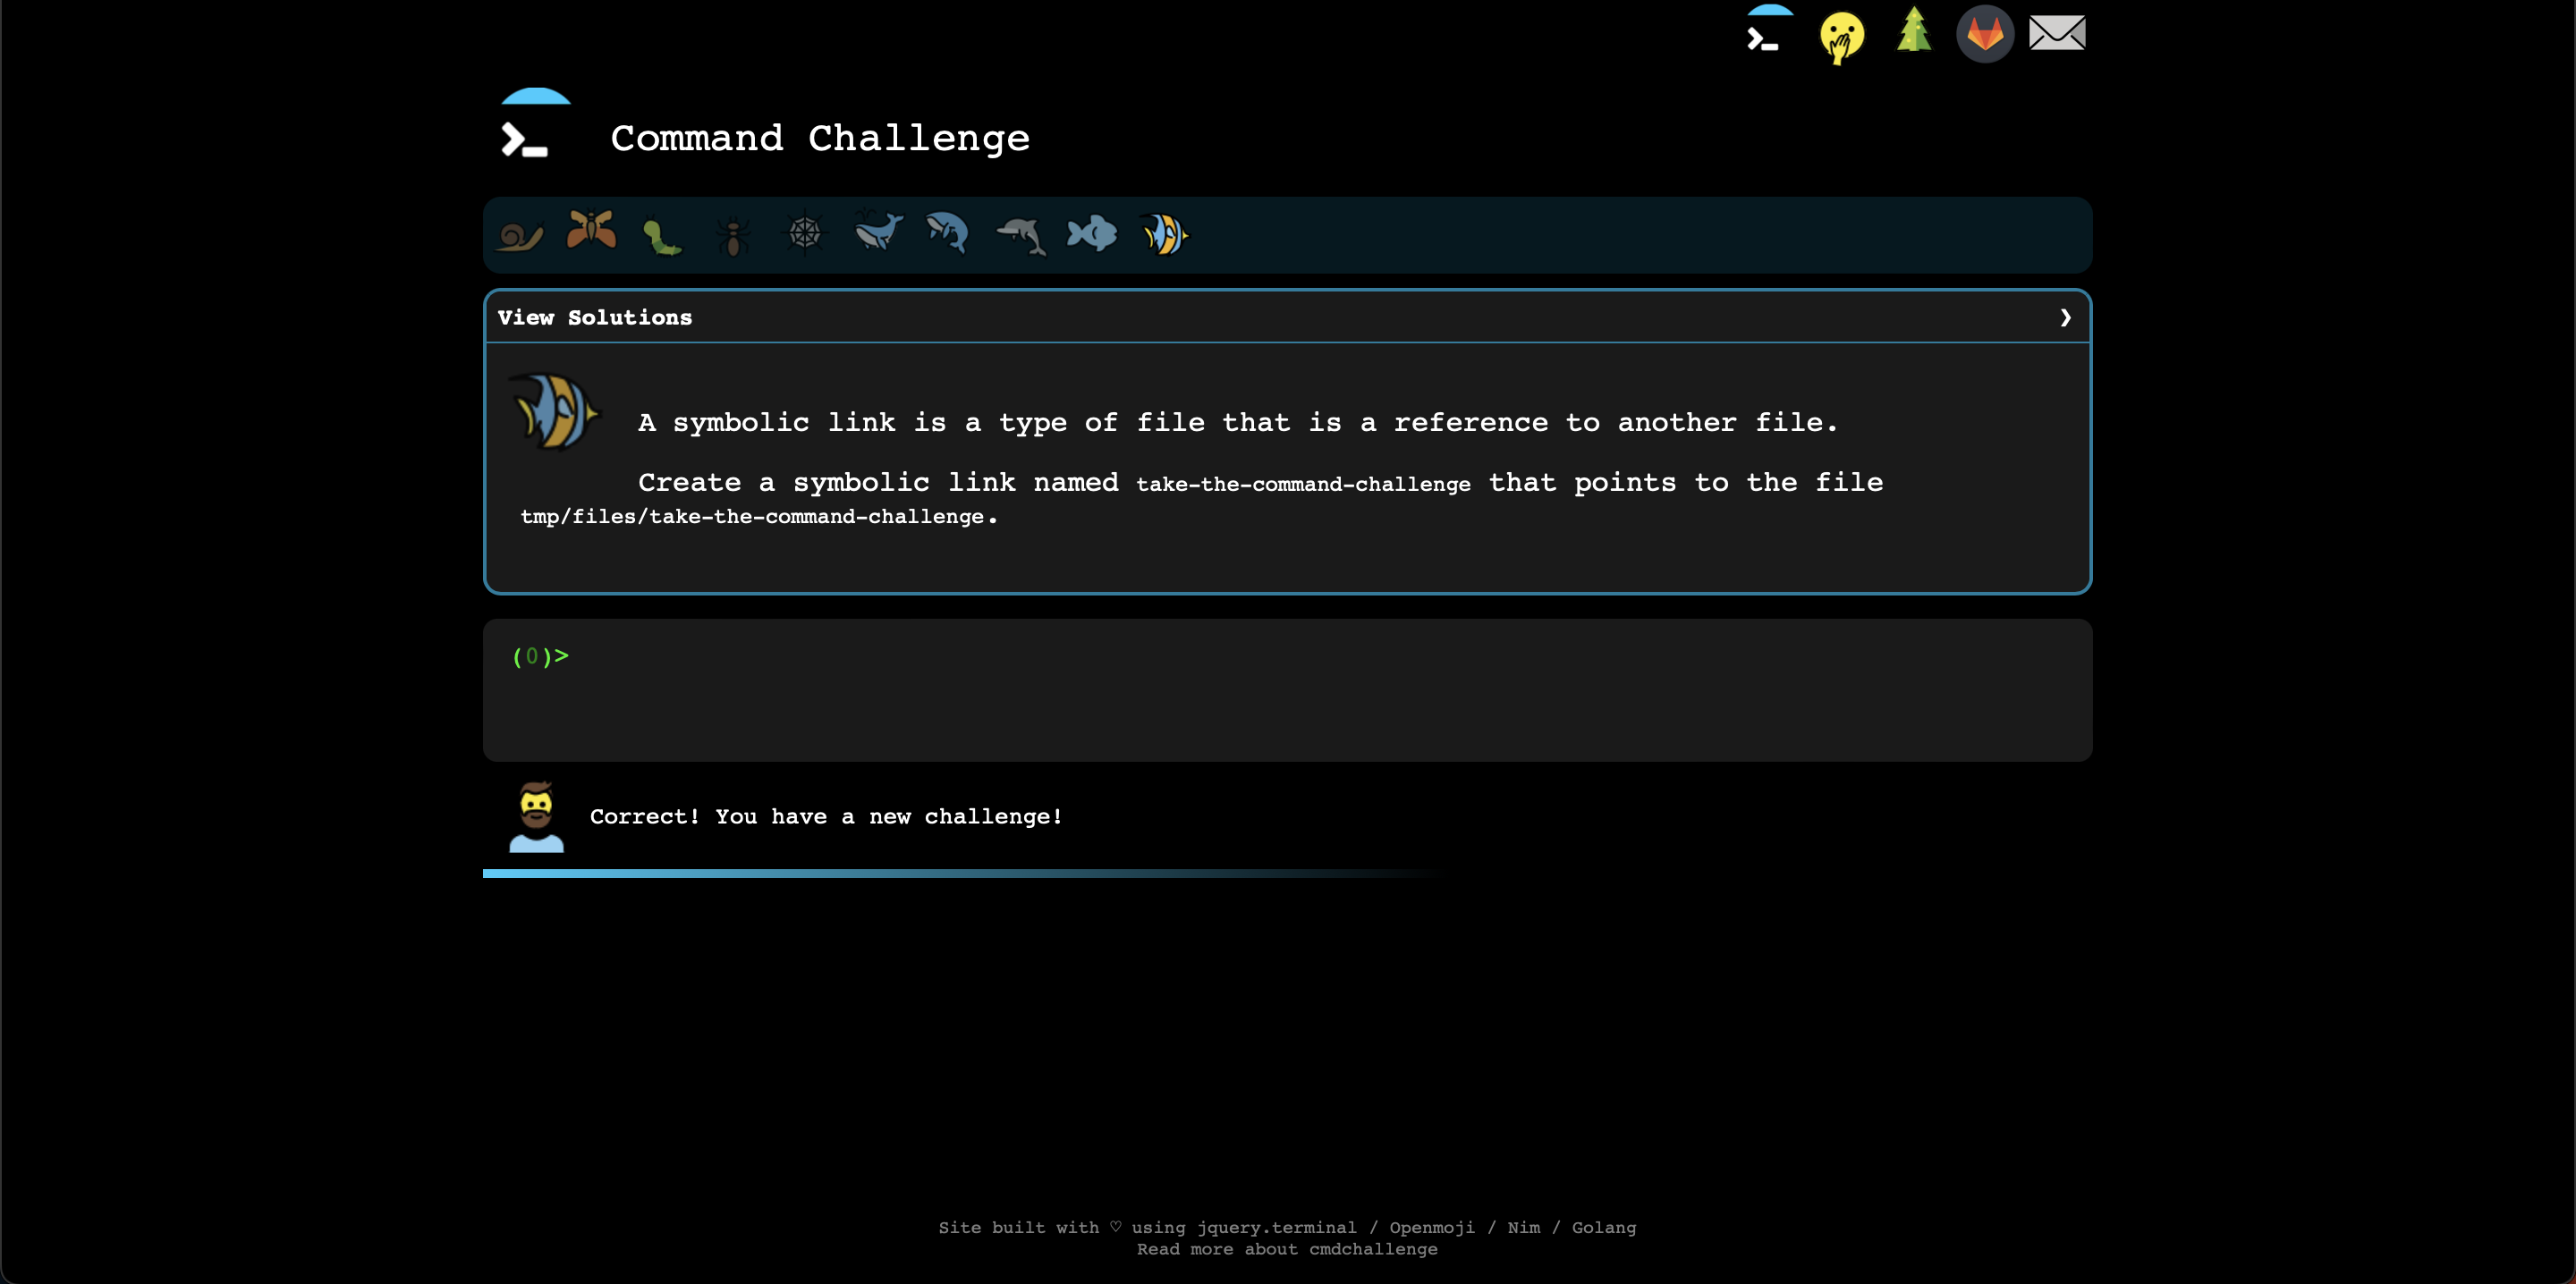 Command Challenge
View Solutions ❯
A symbolic link is a type of file that is a reference to another file.
Create a symbolic link named take-the-command-challenge that points to the file
tmp/files/take-the-command-challenge.
(0)>
Correct! You have a new challenge!
Site built with ♡ using jquery.terminal / Openmoji / Nim / Golang
Read more about cmdchallenge